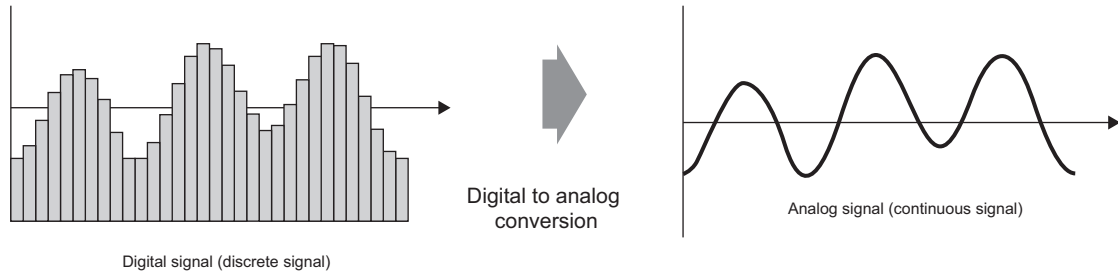 Digital to analog
conversion
Analog signal (continuous signal)
Digital signal (discrete signal)